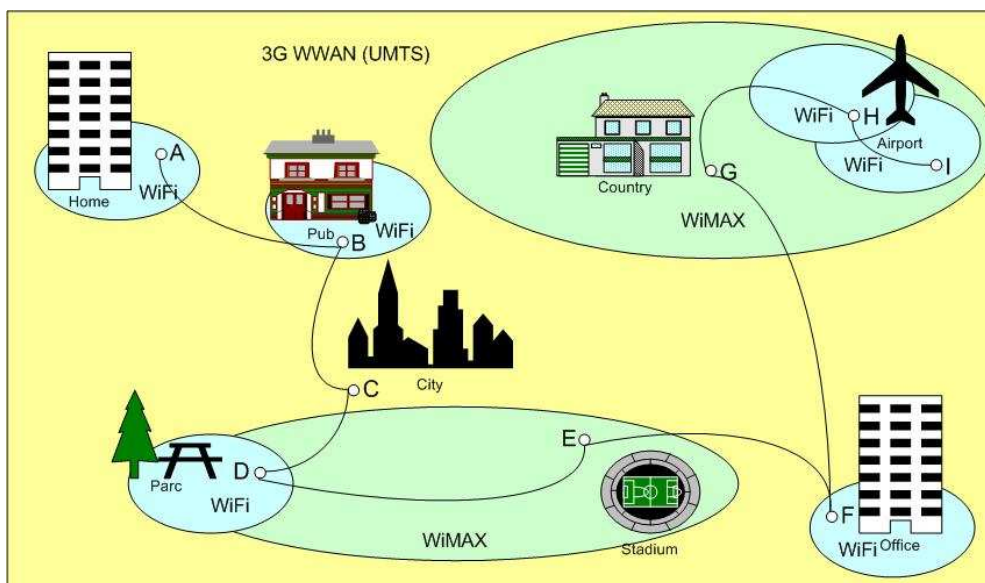 3G WWAN (UMTS)
A
WiFi
Home
Pub
WiFi
B
WiFi
H
Airport
WiFi
I
Country
G
WiMAX
City
C
E
D
Parc
WiFi
WiMAX
Stadium
F
WiFi
Office